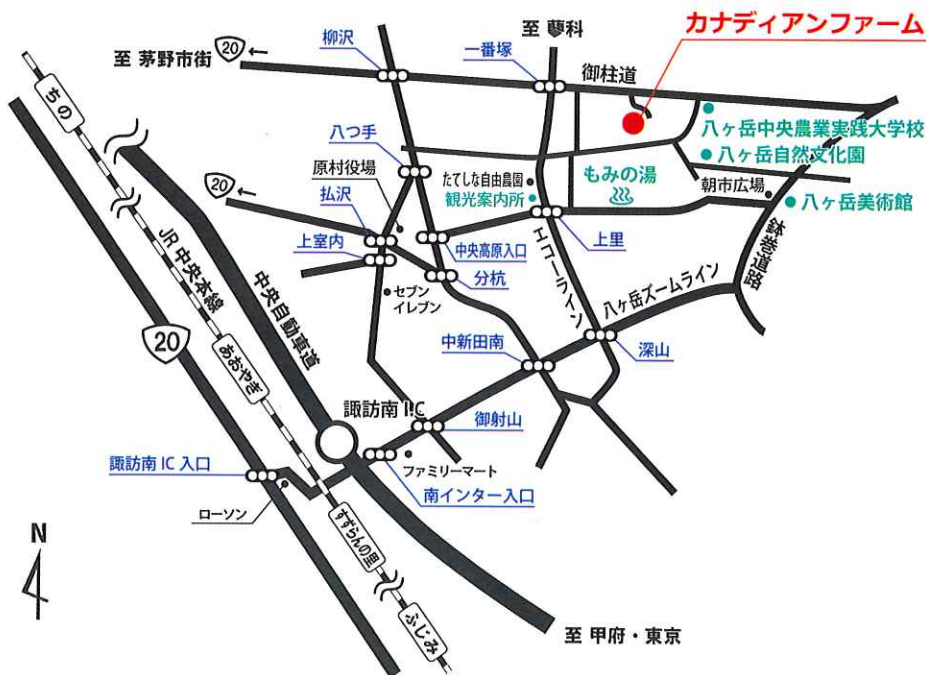 カナディアンファーム
至 蓼科
柳沢
20
至 茅野市街
一番塚
御柱道
ちの
八ヶ岳中央農業実践大学校
八ヶ岳自然文化園
八つ手
原村役場
たてしな自由農園
観光案内所
もみの湯
朝市広場
八ヶ岳美術館
20
払沢
上室内
中央高原入口
上里
エコーライン
鉢巻道路
分杭
セブン
イレブン
八ヶ岳ズームライン
JR中央本線
中央自動車道
20
あおやぎ
中新田南
深山
諏訪南 I.C
御射山
諏訪南 IC 入口
ファミリーマート
南インター入口
ローソン
すずらんの里
N
ふじみ
至 甲府・東京